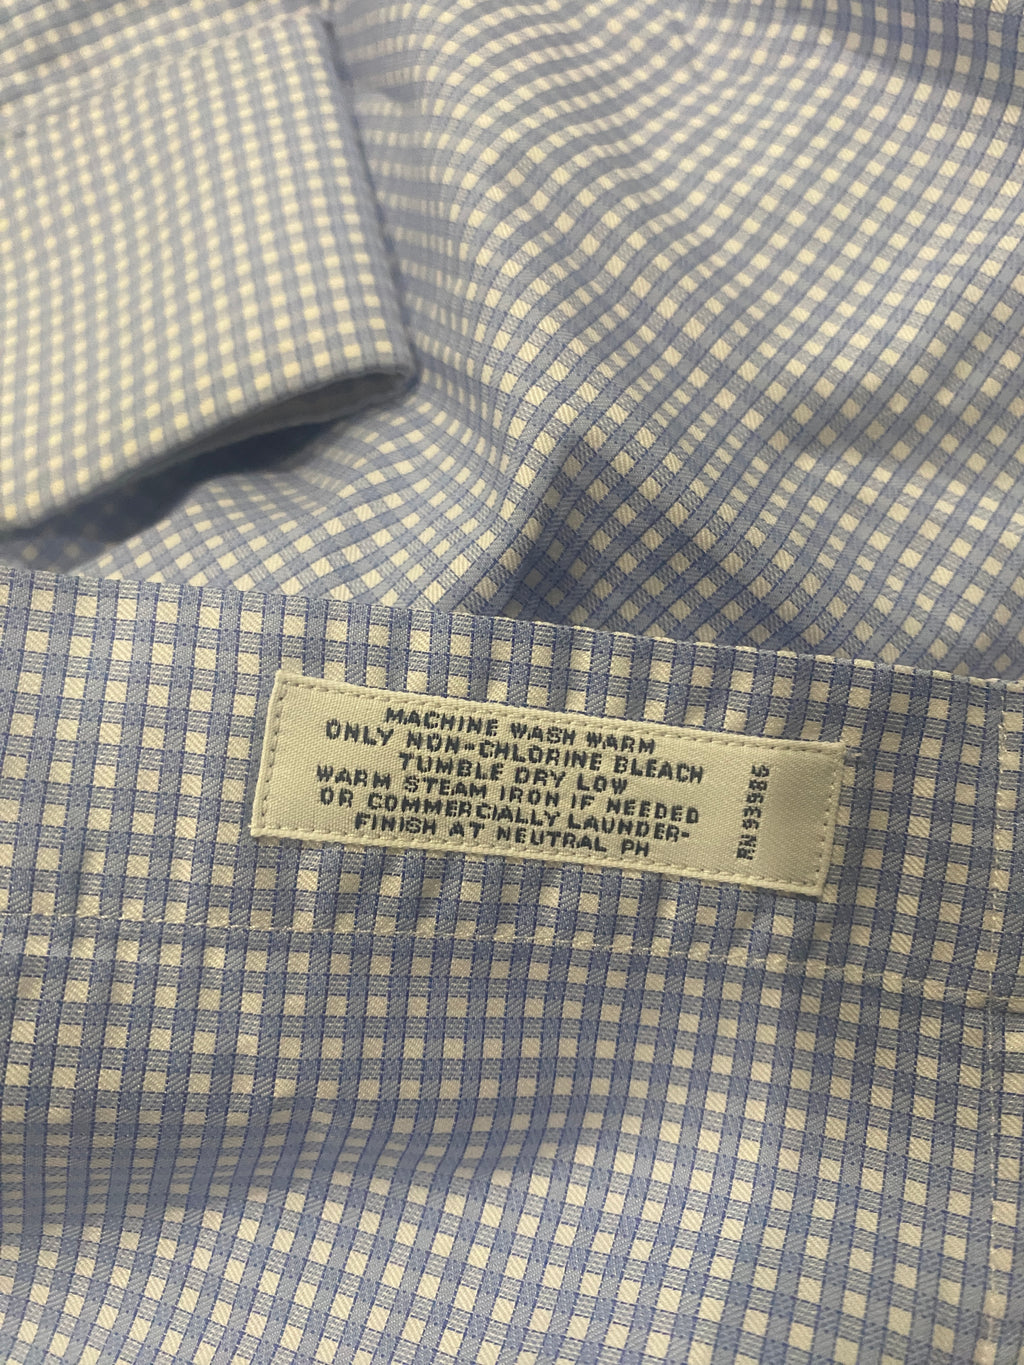 MACHINE WASH WARM
ONLY NON-CHLORINE BLEACH
TUMBLE DRY LOW
WARM STEAM IRON IF NEEDED
OR COMMERCIALLY LAUNDER-
FINISH AT NEUTRAL PH
RN 93985